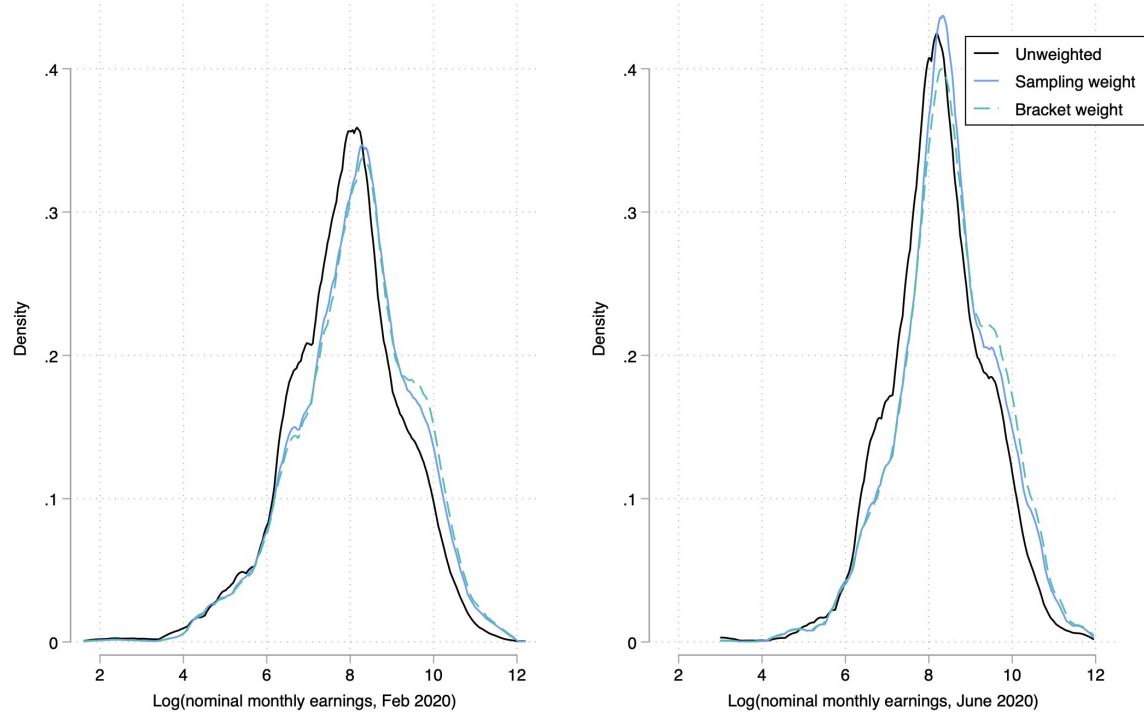 .4
.3
.2
.1
0
Density
2 4 6 8 10 12
Log(nominal monthly earnings, Feb 2020)
.4
.3
.2
.1
0
Density
2 4 6 8 10 12
Log(nominal monthly earnings, June 2020)
Unweighted
Sampling weight
Bracket weight